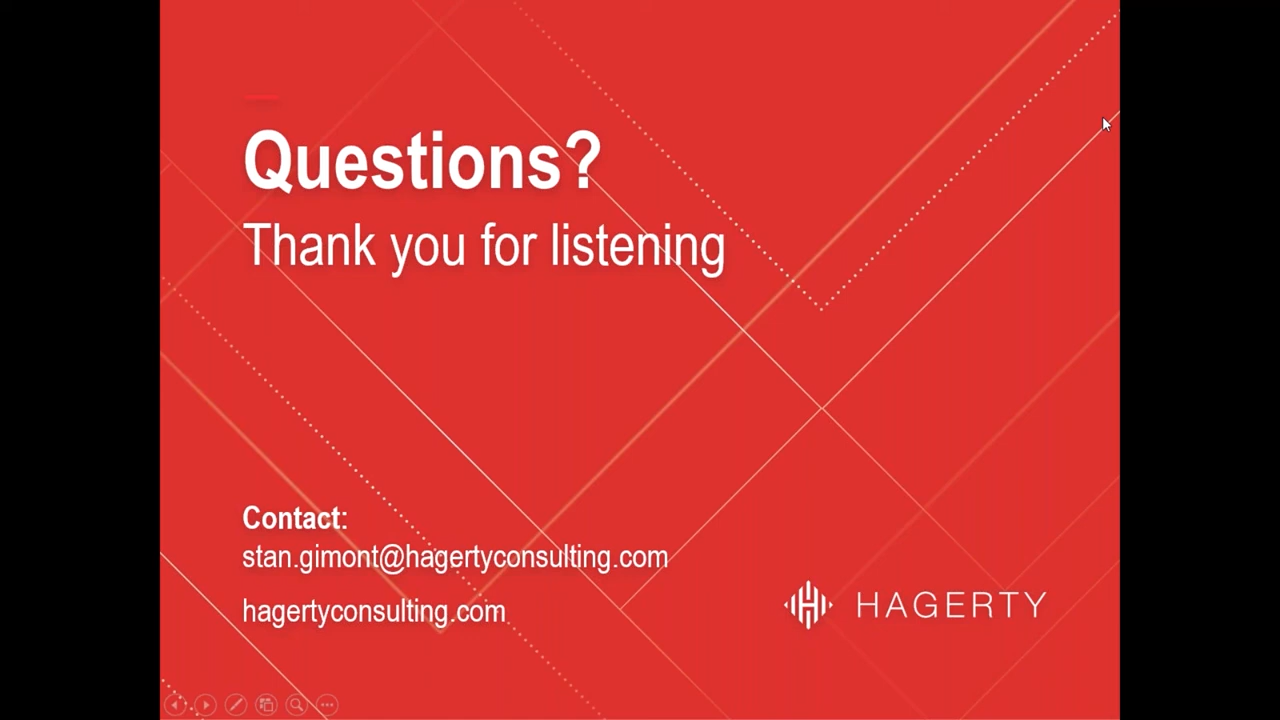 Questions?
Thank you for listening
Contact:
stan.gimont@hagertyconsulting.com
hagertyconsulting.com
HAGERTY